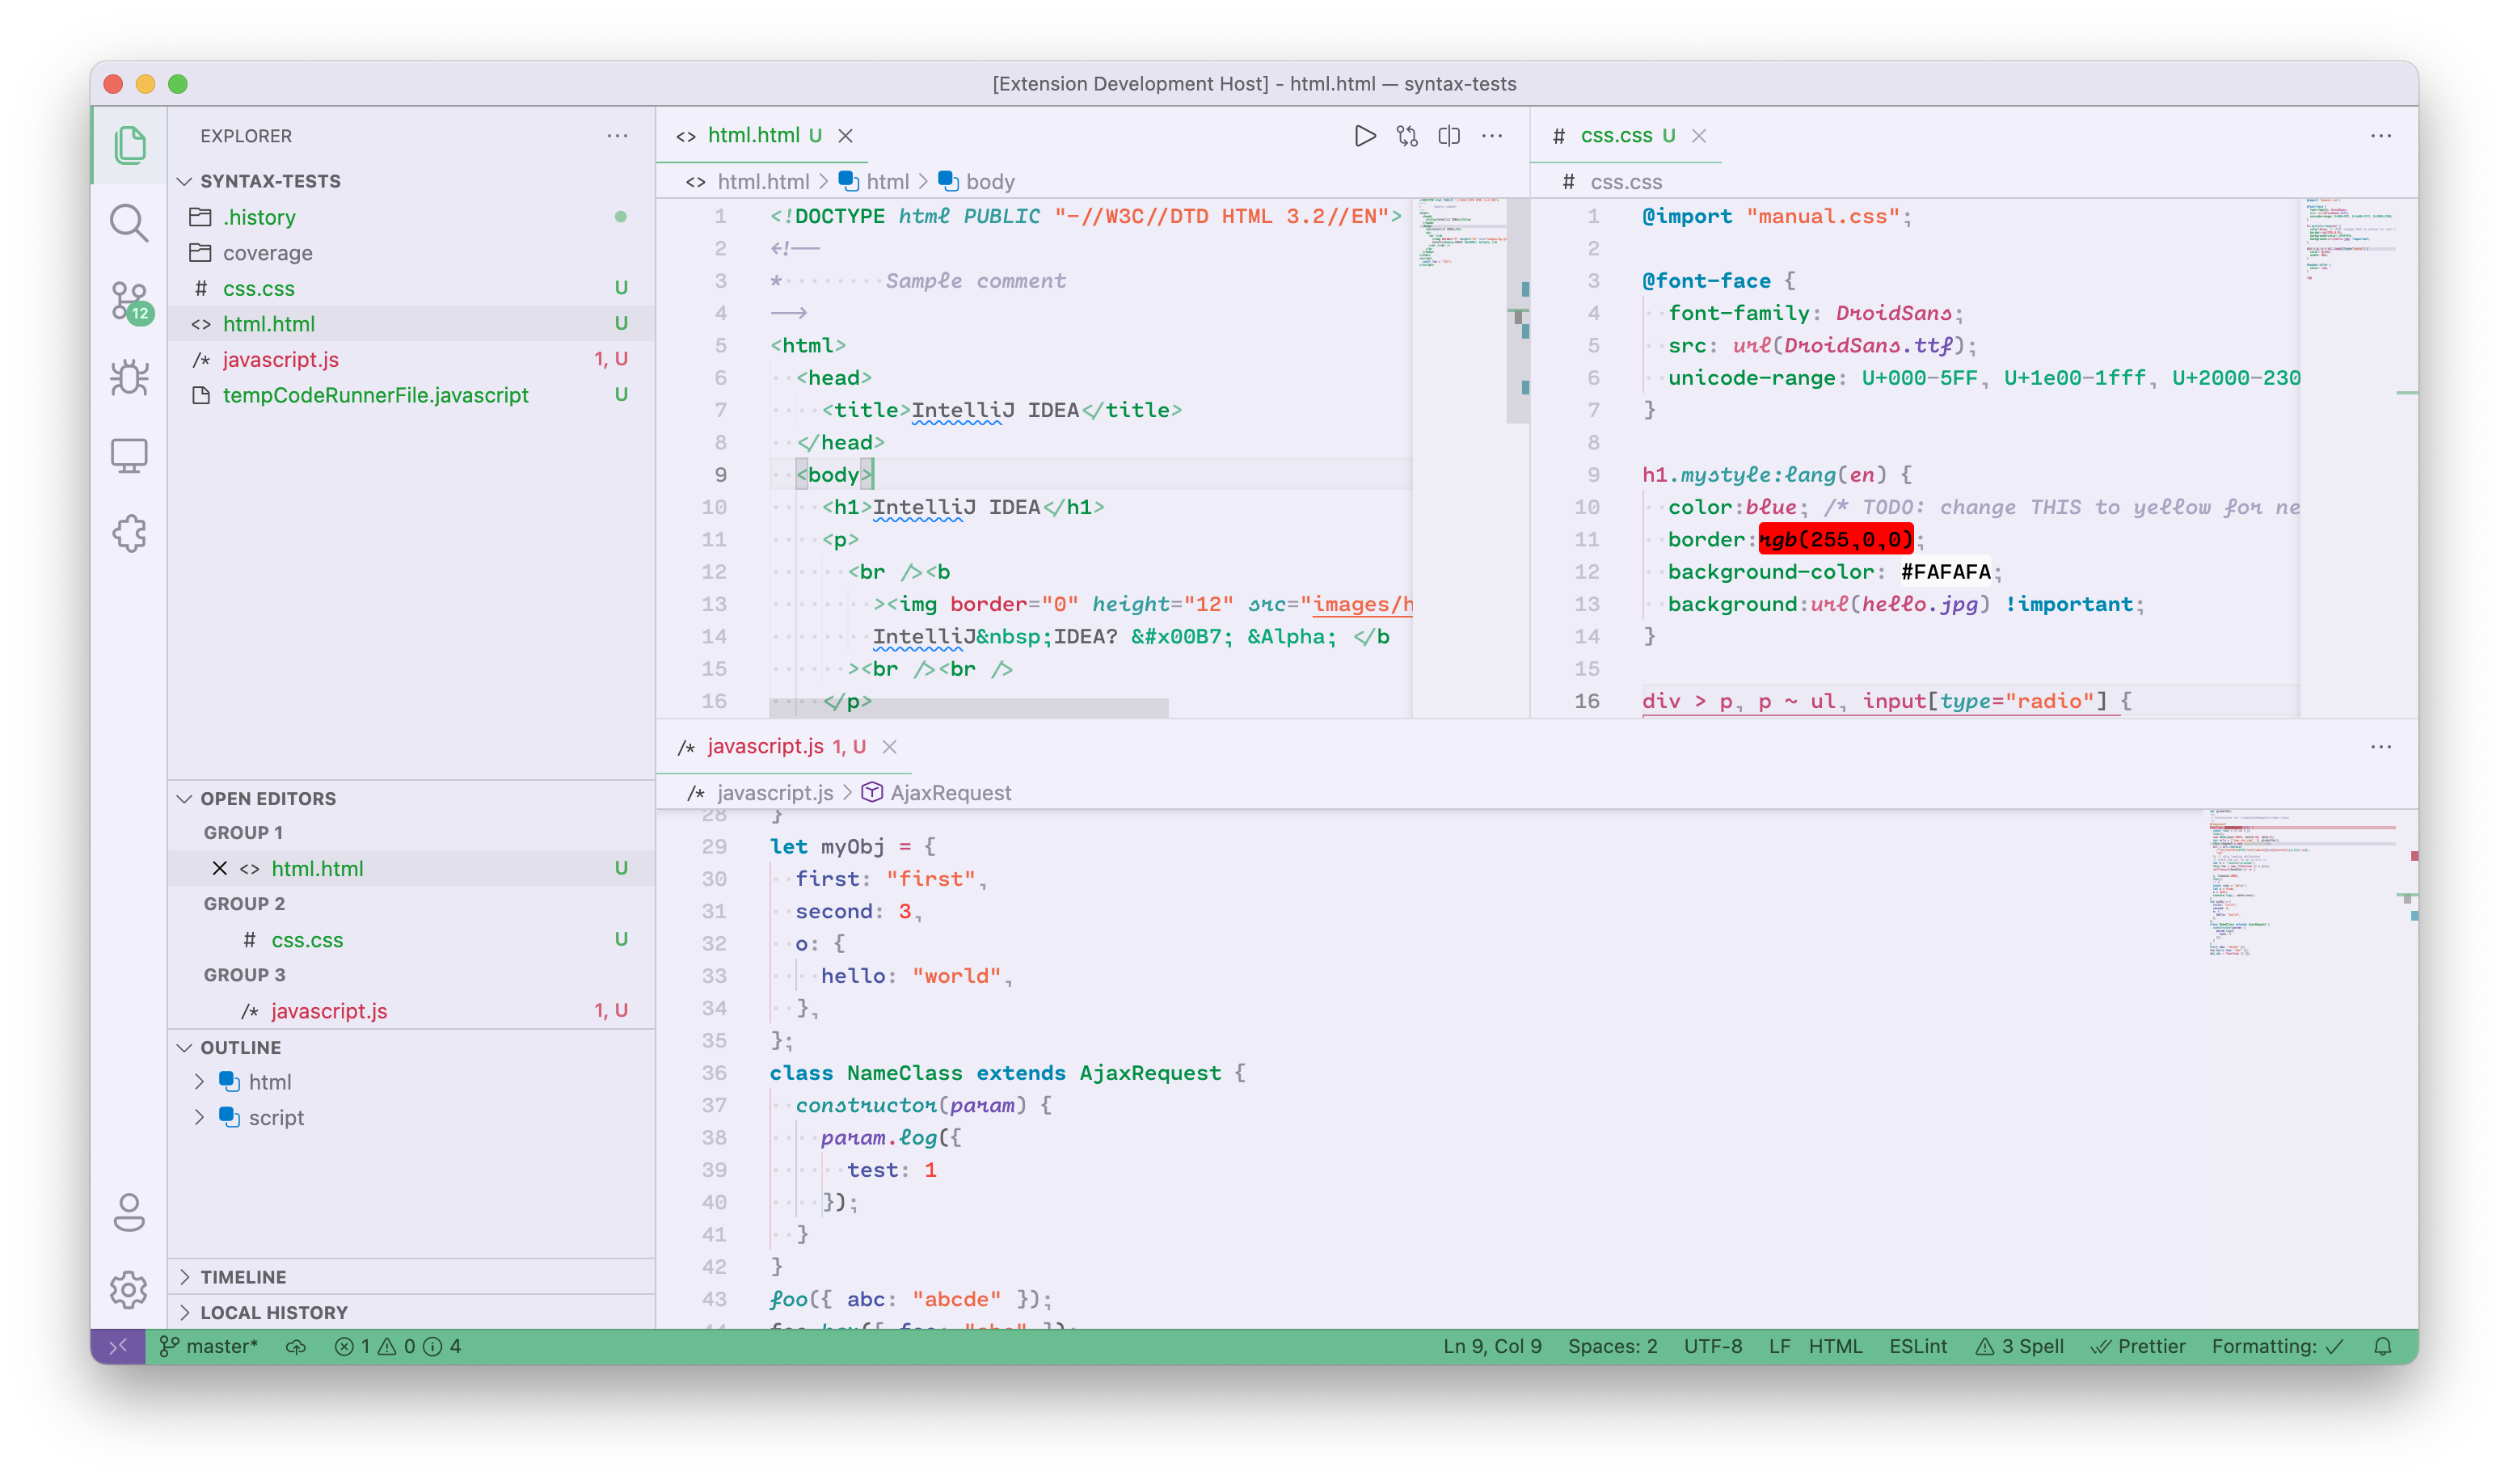 [Extension Development Host] - html.html — syntax-tests
EXPLORER
SYNTAX-TESTS
.history
coverage
# css.css U
<> html.html U
/* javascript.js 1, U
tempCodeRunnerFile.javascript U
12
OPEN EDITORS
GROUP 1
<> html.html U
GROUP 2
# css.css U
GROUP 3
/* javascript.js 1, U
OUTLINE
html
script
TIMELINE
LOCAL HISTORY
<> html.html U
<> html.html > html > body
1 <!DOCTYPE html PUBLIC "-//W3C//DTD HTML 3.2//EN">
2 <!--
3 * Sample comment
4 -->
5 <html>
6 <head>
7 <title>IntelliJ IDEA</title>
8 </head>
9 <body>
10 <h1>IntelliJ IDEA</h1>
11 <p>
12 <br /><b
13 ><img border="0" height="12" src="images/h
14 IntelliJ&nbsp;IDEA? &#x00B7; &Alpha; </b
15 ><br /><br />
16 </p>
# css.css U
# css.css
1 @import "manual.css";
2
3 @font-face {
4 font-family: DroidSans;
5 src: url(DroidSans.ttf);
6 unicode-range: U+000-5FF, U+1e00-1fff, U+2000-230
7 }
8
9 h1.mystyle:lang(en) {
10 color:blue; /* TODO: change THIS to yellow for ne
11 border:rgb(255,0,0);
12 background-color: #FAFAFA;
13 background:url(hello.jpg) !important;
14 }
15
16 div > p, p ~ ul, input[type="radio"] {
/* javascript.js 1, U
/* javascript.js > AjaxRequest
28 }
29 let myObj = {
30 first: "first",
31 second: 3,
32 o: {
33 hello: "world",
34 },
35 };
36 class NameClass extends AjaxRequest {
37 constructor(param) {
38 param.log({
39 test: 1
40 });
41 }
42 }
43 foo({ abc: "abcde" });
master* 1 0 4 Ln 9, Col 9 Spaces: 2 UTF-8 LF HTML ESLint 3 Spell Prettier Formatting: